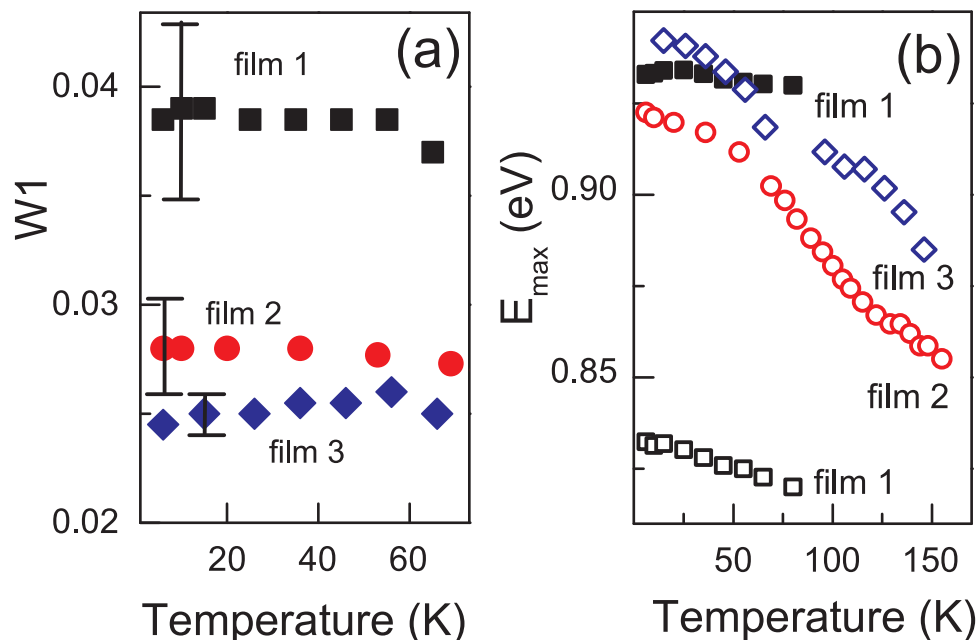 (a)
film 1
0.04
W1
0.03
film 2
film 3
0.02
20
40
60
Temperature (K)
(b)
film 1
0.90
E_max (eV)
film 3
0.85
film 2
film 1
50
100
150
Temperature (K)